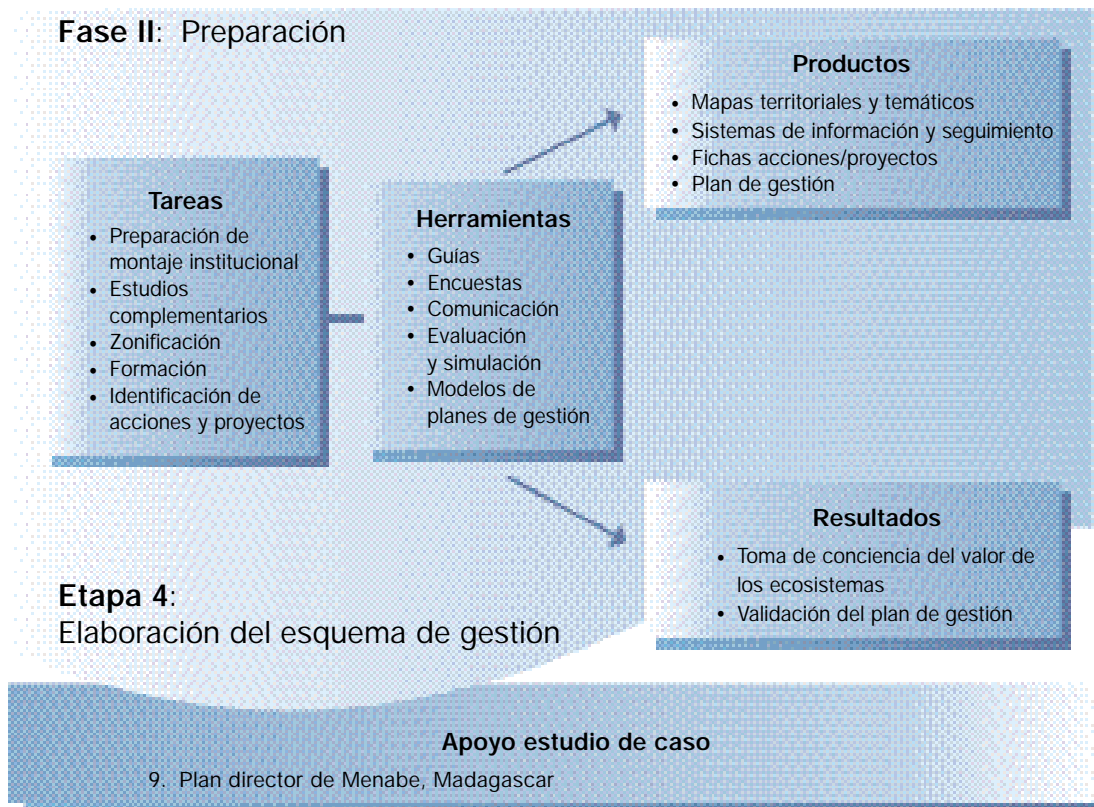 Fase II: Preparación
Tareas
• Preparación de
montaje institucional
• Estudios
complementarios
• Zonificación
• Formación
• Identificación de
acciones y proyectos
Herramientas
• Guías
• Encuestas
• Comunicación
• Evaluación
y simulación
• Modelos de
planes de gestión
Productos
• Mapas territoriales y temáticos
• Sistemas de información y seguimiento
• Fichas acciones/proyectos
• Plan de gestión
Resultados
• Toma de conciencia del valor de
los ecosistemas
• Validación del plan de gestión
Etapa 4:
Elaboración del esquema de gestión
Apoyo estudio de caso
9. Plan director de Menabe, Madagascar